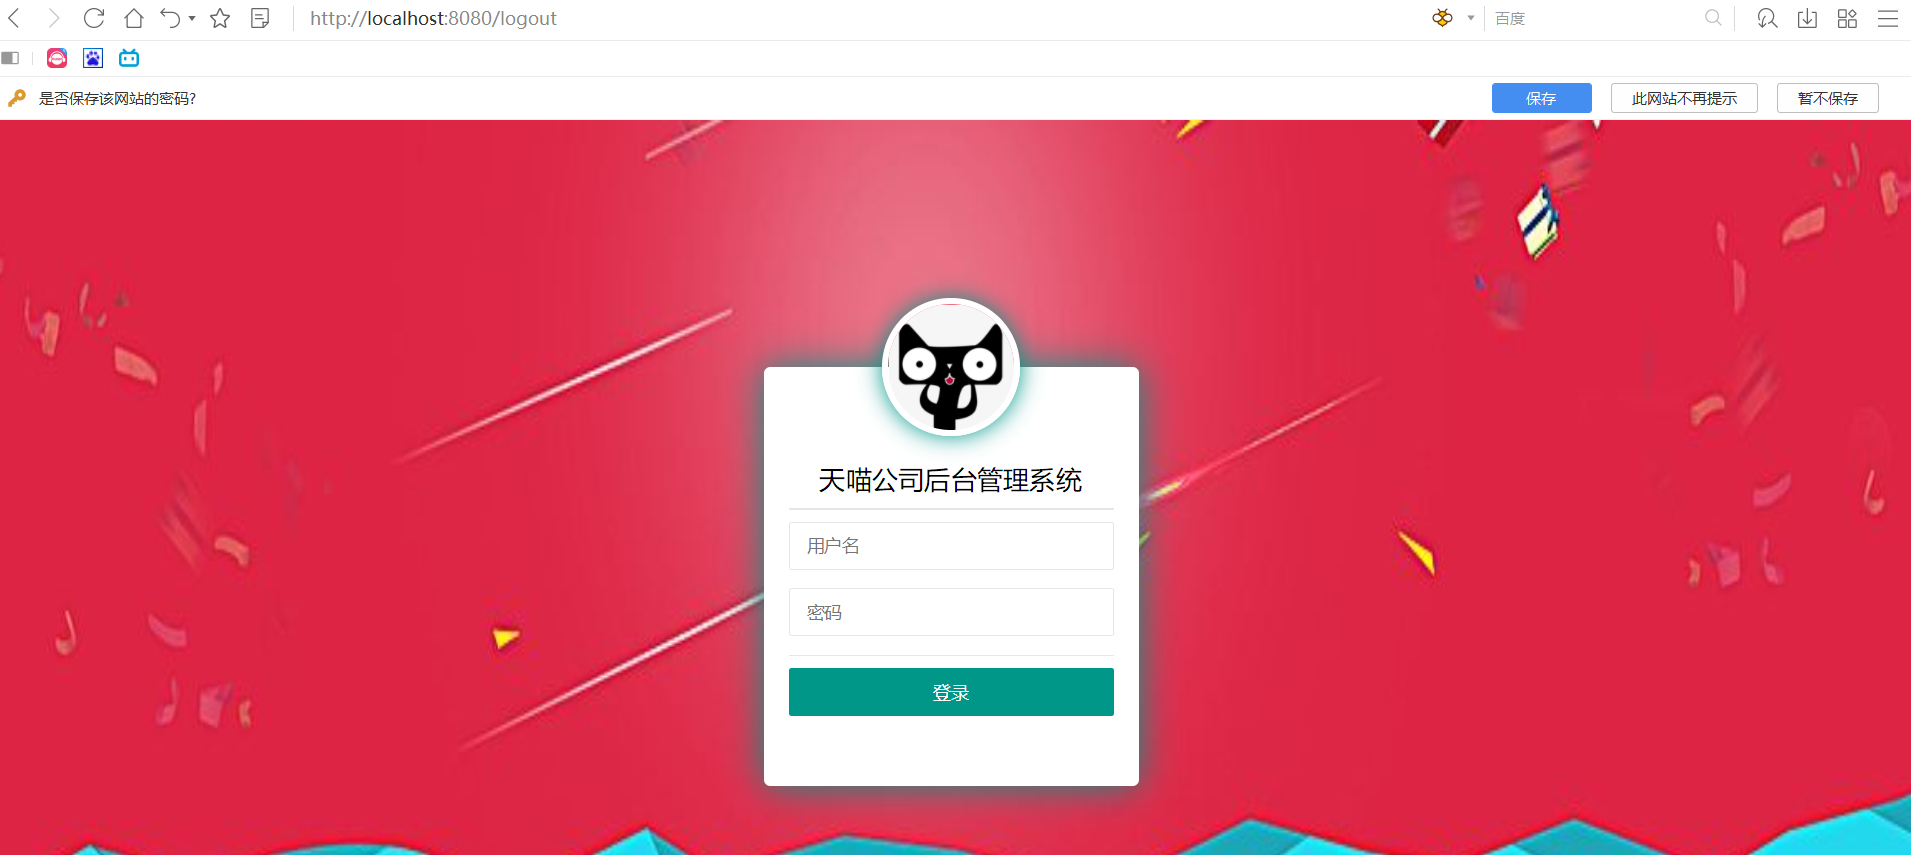 http://localhost:8080/logout
百度
是否保存该网站的密码?
保存
此网站不再提示
暂不保存
天喵公司后台管理系统
用户名
密码
登录